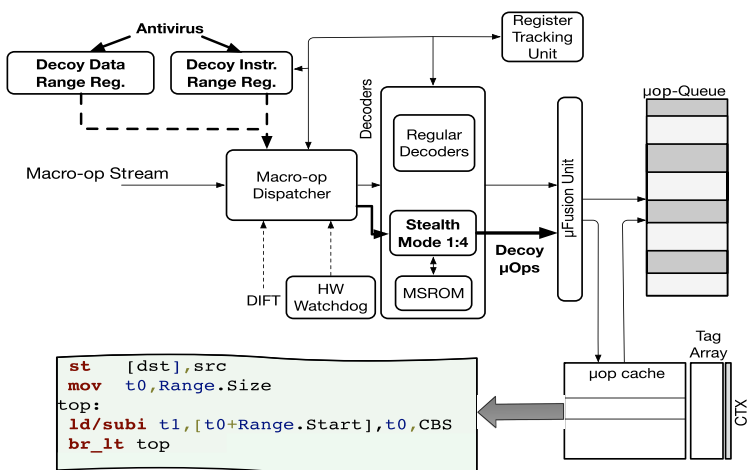 Antivirus
Decoy Data
Range Reg.
Decoy Instr.
Range Reg.
Register
Tracking
Unit
Decoders
Regular
Decoders
µop-Queue
Macro-op Stream
Macro-op
Dispatcher
Stealth
Mode 1:4
Decoy
µOps
µFusion Unit
DIFT
HW
Watchdog
MSROM
Tag
Array
µop cache
CTX
st [dst],src
mov t0,Range.Size
top:
ld/subi t1,[t0+Range.Start],t0,CBS
br_lt top